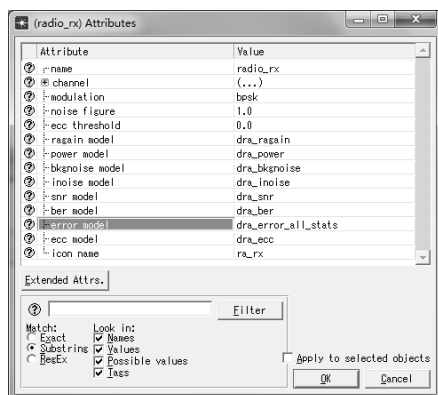 (radio_rx) Attributes
Attribute Value
name radio_rx
channel (...)
modulation bpsk
noise figure 1.0
ecc threshold 0.0
ragain model dra_ragain
power model dra_power
bkgnoise model dra_bkgnoise
inoise model dra_inoise
snr model dra_snr
ber model dra_ber
error model dra_error_all_stats
ecc model dra_ecc
icon name ra_rx
Extended Attrs.
Filter
Match: Look in:
Exact Names
Substring Values
RegEx Possible values
Tags
Apply to selected objects
OK Cancel